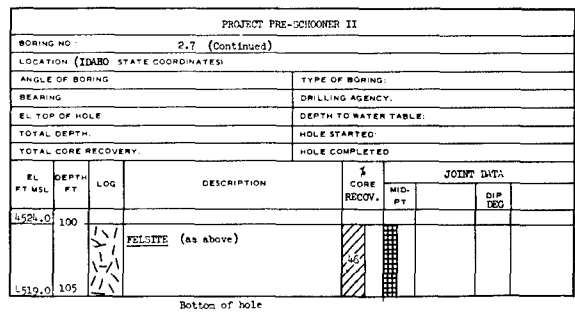 PROJECT PRE-SCHOONER II
BORING NO: 2.7 (Continued)
LOCATION (IDAHO STATE COORDINATES)
ANGLE OF BORING TYPE OF BORING:
BEARING DRILLING AGENCY.
EL TOP OF HOLE DEPTH TO WATER TABLE:
TOTAL DEPTH. HOLE STARTED
TOTAL CORE RECOVERY. HOLE COMPLETED
EL FT MSL DEPTH FT LOG DESCRIPTION % CORE RECOV. JOINT DATA
MID-PT DIP DEG
4524.0 100
FELSITE (as above)
46
4519.0 105
Bottom of hole